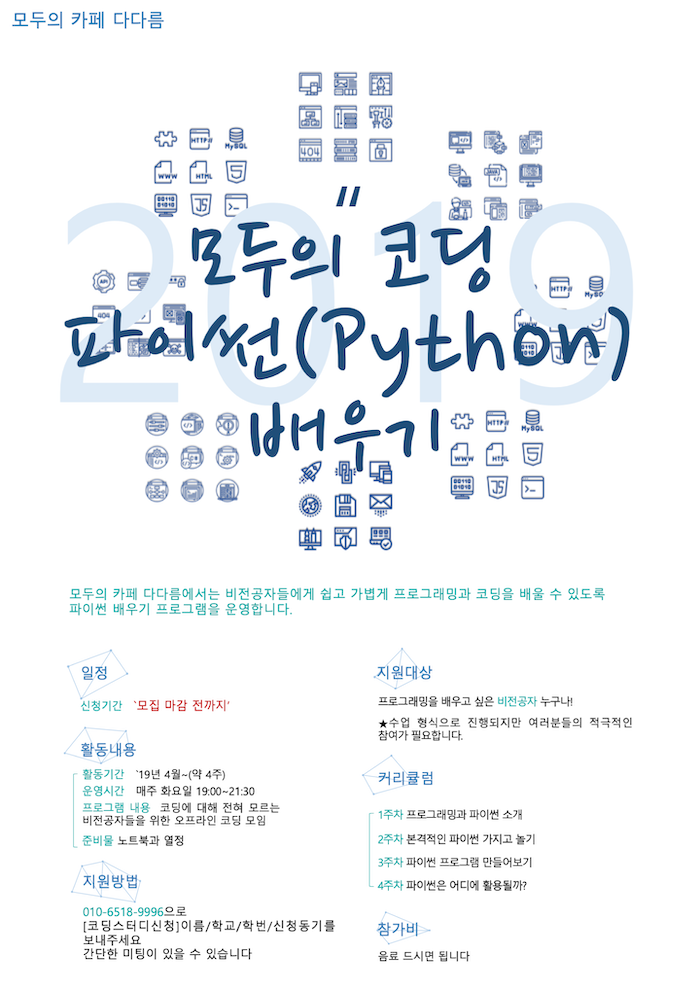 모두의 카페 다다름
2019
"
모두의 코딩
파이썬(Python)
배우기
HTTP://
MySQL
WWW
HTML
JS
404
JAVA
API
404
HTTP://
MySQL
HTTP://
MySQL
WWW
HTML
JS
모두의 카페 다다름에서는 비전공자들에게 쉽고 가볍게 프로그래밍과 코딩을 배울 수 있도록
파이썬 배우기 프로그램을 운영합니다.
일정
신청기간 `모집 마감 전까지'
활동내용
활동기간 `19년 4월~(약 4주)
운영시간 매주 화요일 19:00~21:30
프로그램 내용 코딩에 대해 전혀 모르는
비전공자들을 위한 오프라인 코딩 모임
준비물 노트북과 열정
지원방법
010-6518-9996으로
[코딩스터디신청]이름/학교/학번/신청동기를
보내주세요
간단한 미팅이 있을 수 있습니다
지원대상
프로그래밍을 배우고 싶은 비전공자 누구나!
★수업 형식으로 진행되지만 여러분들의 적극적인
참여가 필요합니다.
커리큘럼
1주차 프로그래밍과 파이썬 소개
2주차 본격적인 파이썬 가지고 놀기
3주차 파이썬 프로그램 만들어보기
4주차 파이썬은 어디에 활용될까?
참가비
음료 드시면 됩니다